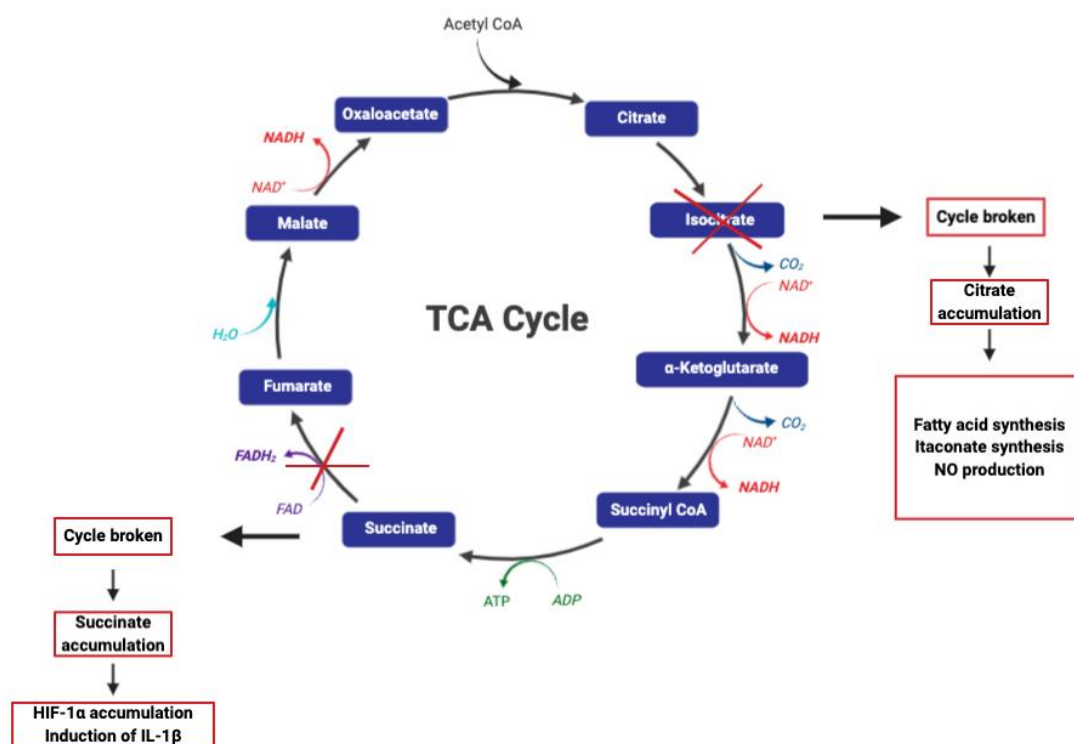 Acetyl CoA
Oxaloacetate
Citrate
NADH
NAD⁺
Isocitrate
Cycle broken
Malate
CO₂
NAD⁺
Citrate
accumulation
TCA Cycle
H₂O
NADH
α-Ketoglutarate
Fumarate
Fatty acid synthesis
Itaconate synthesis
NO production
CO₂
NAD⁺
FADH₂
NADH
FAD
Succinyl CoA
Succinate
Cycle broken
ATP
ADP
Succinate
accumulation
HIF-1α accumulation
Induction of IL-1β